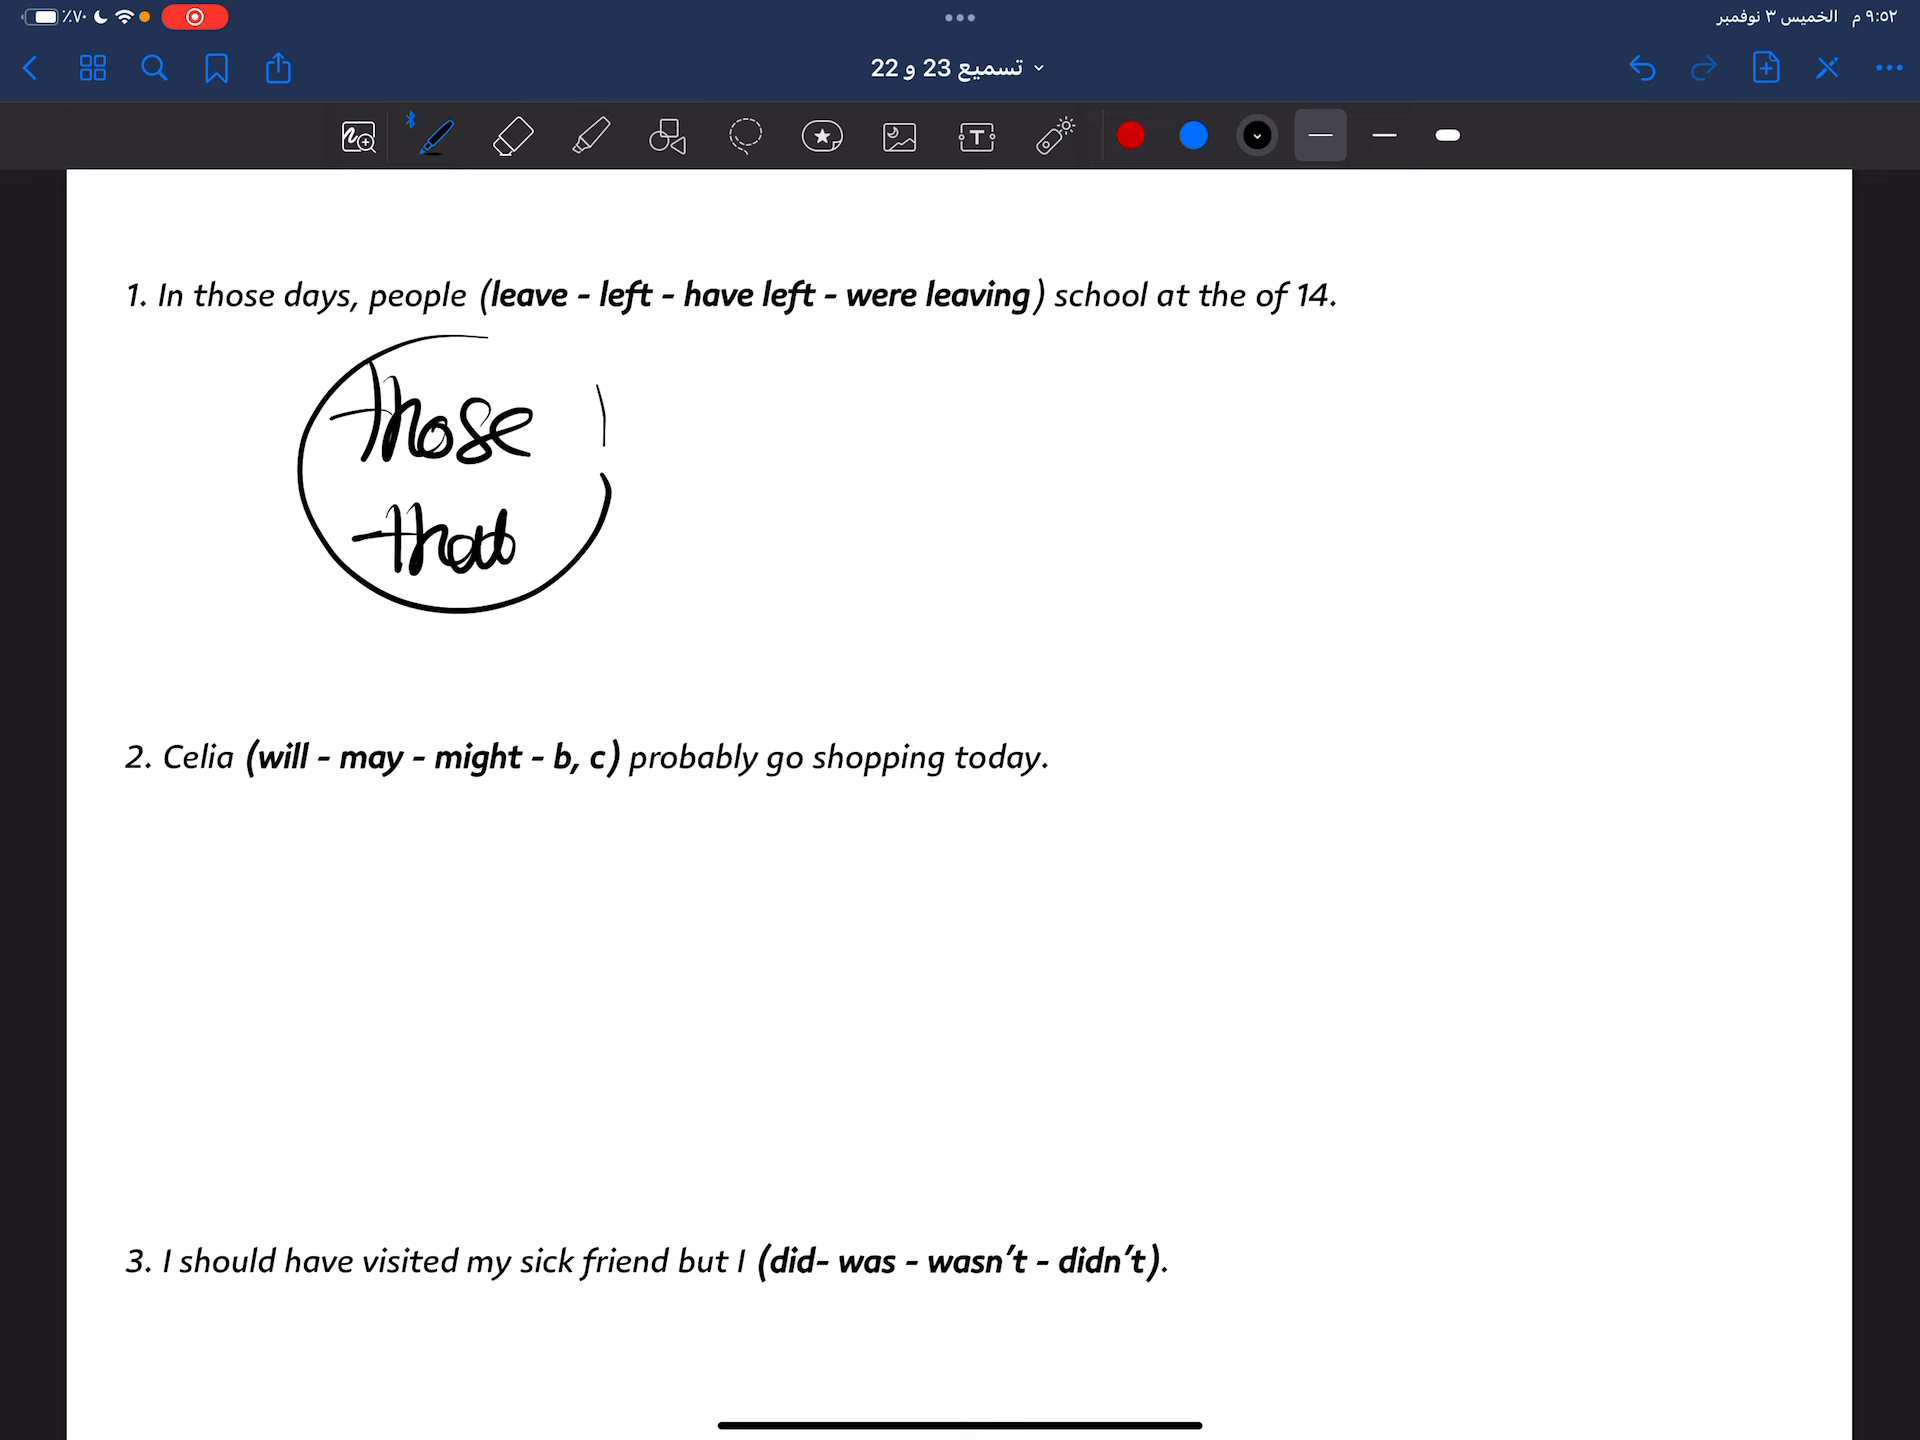 ٪٧٠
٩:٥٢ م الخميس ٣ نوفمبر
تسميع 23 و 22
1. In those days, people (leave - left - have left - were leaving) school at the of 14.
those
that
2. Celia (will - may - might - b, c) probably go shopping today.
3. I should have visited my sick friend but I (did- was - wasn't - didn't).